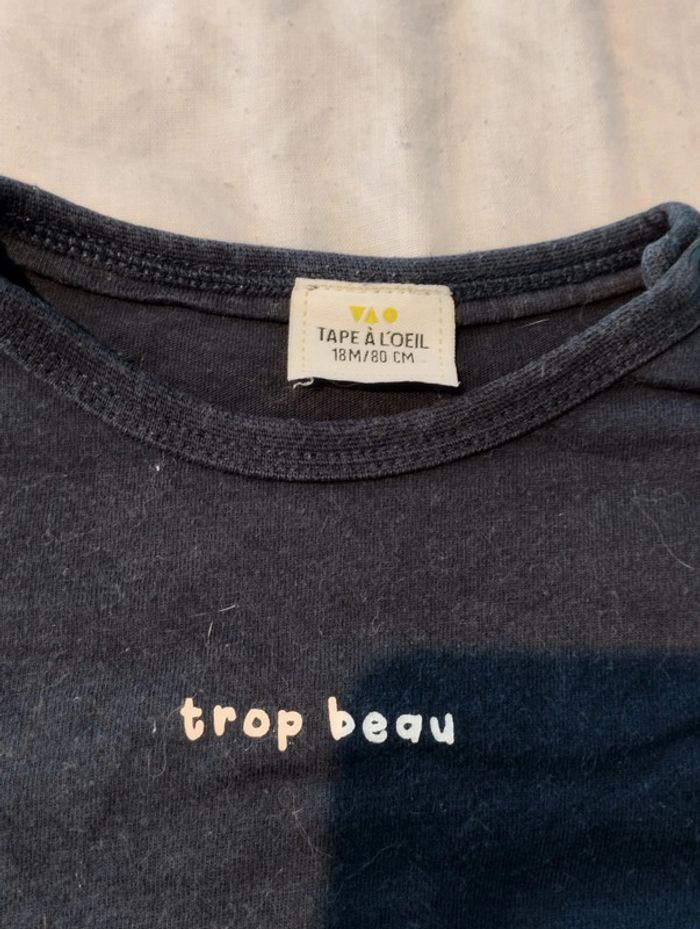 TAPE À L'OEIL
18M/80 CM
trop beau